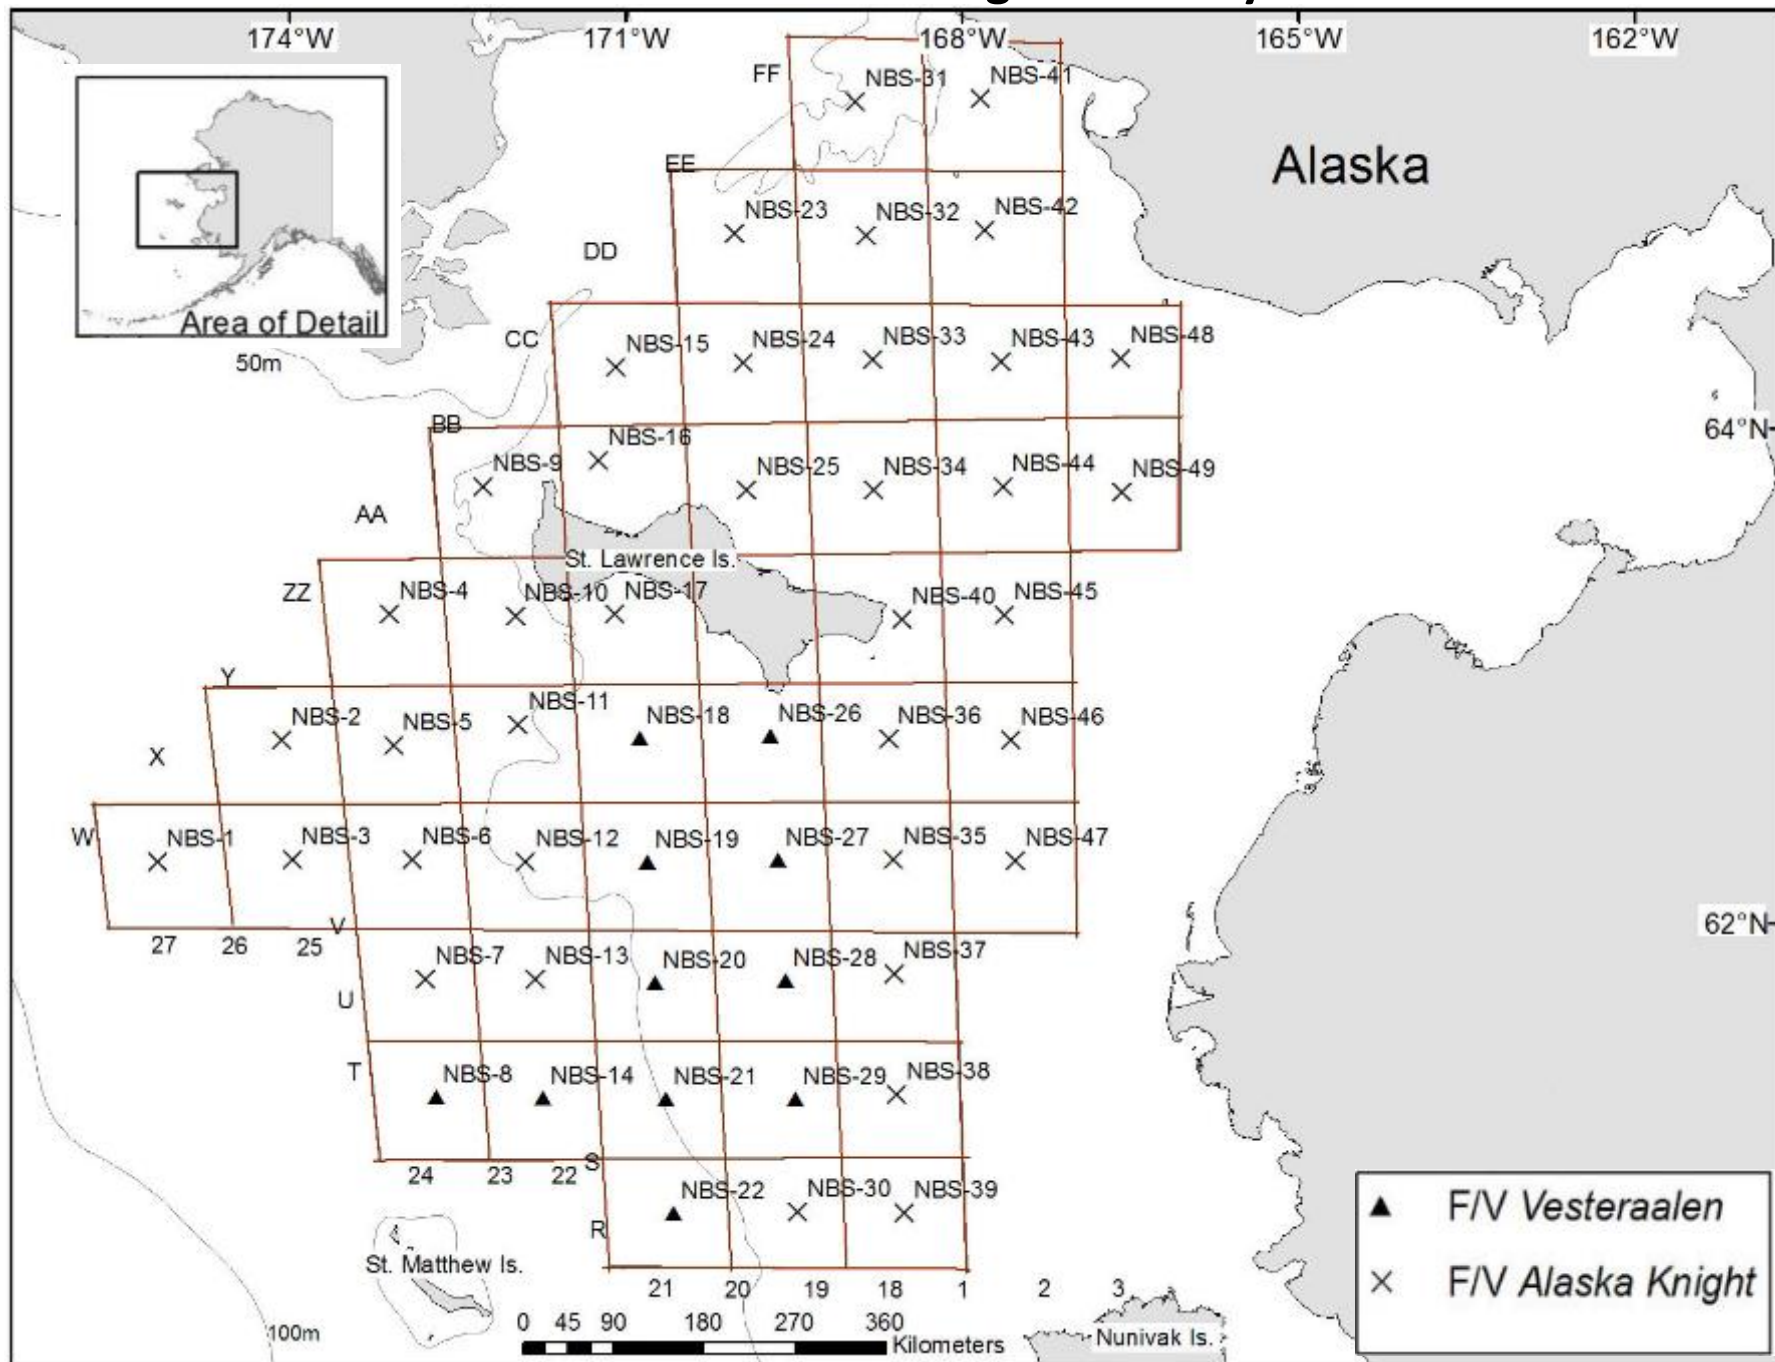 174°W 171°W 168°W 165°W 162°W
FF NBS-31 NBS-41
Alaska
EE
NBS-23 NBS-32 NBS-42
DD
Area of Detail
50m
CC NBS-15 NBS-24 NBS-33 NBS-43 NBS-48
BB 64°N
NBS-16
NBS-9 NBS-25 NBS-34 NBS-44 NBS-49
AA
St. Lawrence Is.
ZZ NBS-4 NBS-10 NBS-17 NBS-40 NBS-45
Y
NBS-2 NBS-5 NBS-11 NBS-18 NBS-26 NBS-36 NBS-46
X
W NBS-1 NBS-3 NBS-6 NBS-12 NBS-19 NBS-27 NBS-35 NBS-47
V 62°N
27 26 25
NBS-7 NBS-13 NBS-20 NBS-28 NBS-37
U
T NBS-8 NBS-14 NBS-21 NBS-29 NBS-38
S
24 23 22
NBS-22 NBS-30 NBS-39
R
St. Matthew Is.
21 20 19 18 1 2 3
0 45 90 180 270 360
Kilometers
100m
Nunivak Is.
F/V Vesteraalen
F/V Alaska Knight